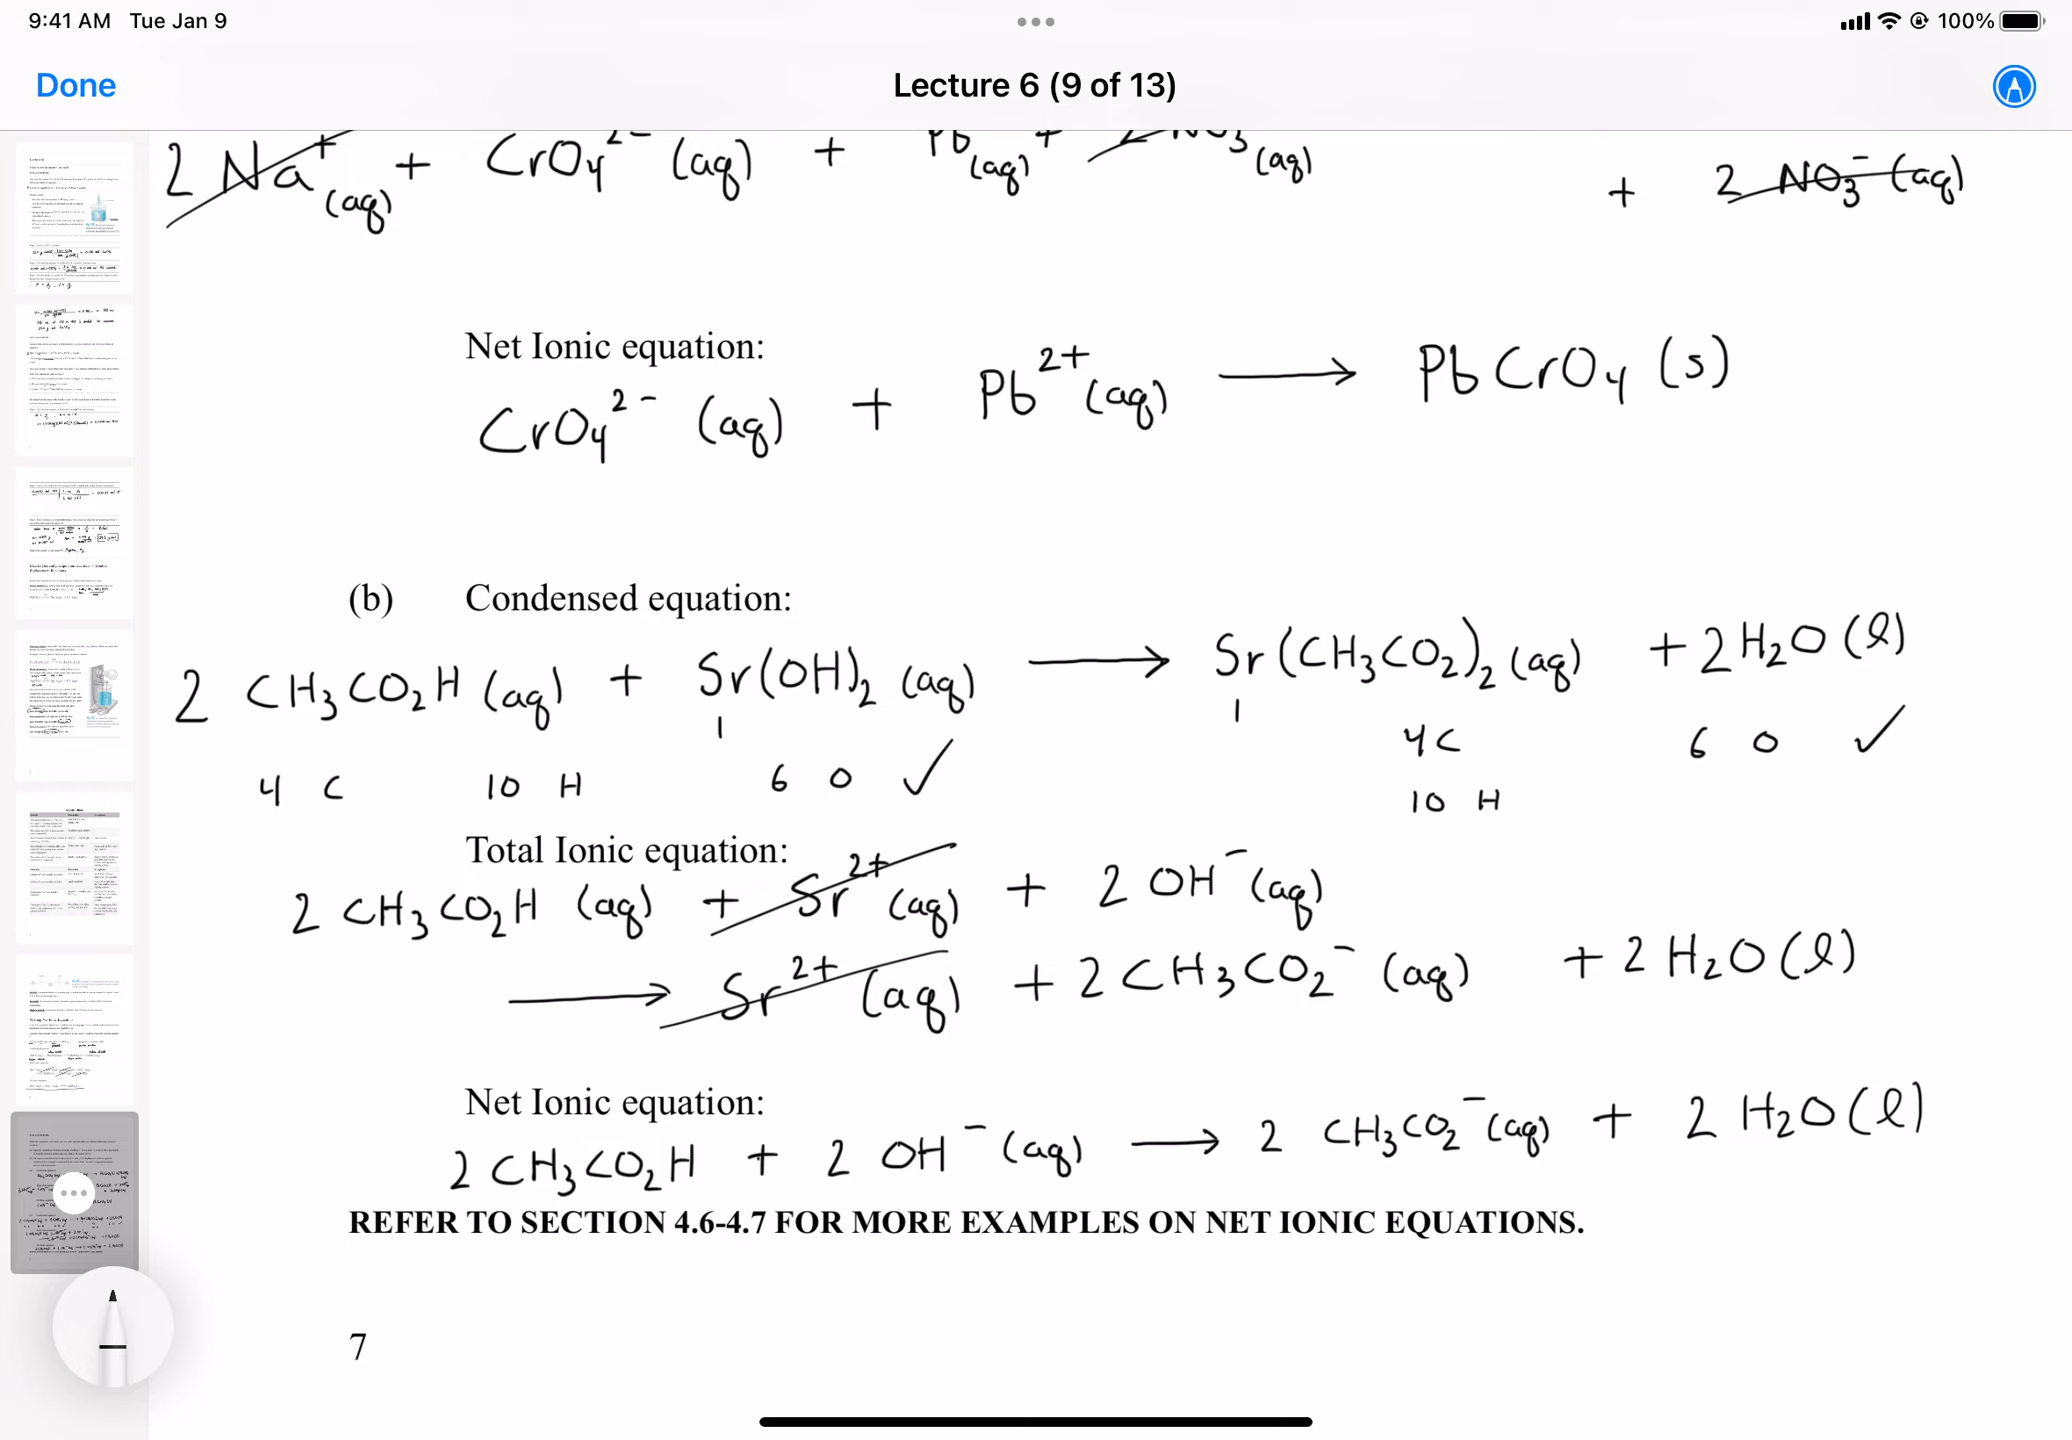 9:41 AM Tue Jan 9 100%
Done Lecture 6 (9 of 13)
2 Na⁺(aq) + CrO₄²⁻ (aq) + Pb (aq) + 2 NO₃ (aq) + 2 NO₃⁻ (aq)
Net Ionic equation:
CrO₄²⁻ (aq) + Pb²⁺ (aq) ⟶ PbCrO₄ (s)
(b) Condensed equation:
2 CH₃CO₂H (aq) + Sr(OH)₂ (aq) ⟶ Sr(CH₃CO₂)₂ (aq) + 2 H₂O (l)
1 1
4 C 10 H 6 O ✓ 4 C 6 O ✓
10 H
Total Ionic equation:
2 CH₃CO₂H (aq) + Sr²⁺ (aq) + 2 OH⁻ (aq)
⟶ Sr²⁺ (aq) + 2 CH₃CO₂⁻ (aq) + 2 H₂O (l)
Net Ionic equation:
2 CH₃CO₂H + 2 OH⁻ (aq) ⟶ 2 CH₃CO₂⁻ (aq) + 2 H₂O (l)
REFER TO SECTION 4.6-4.7 FOR MORE EXAMPLES ON NET IONIC EQUATIONS.
7